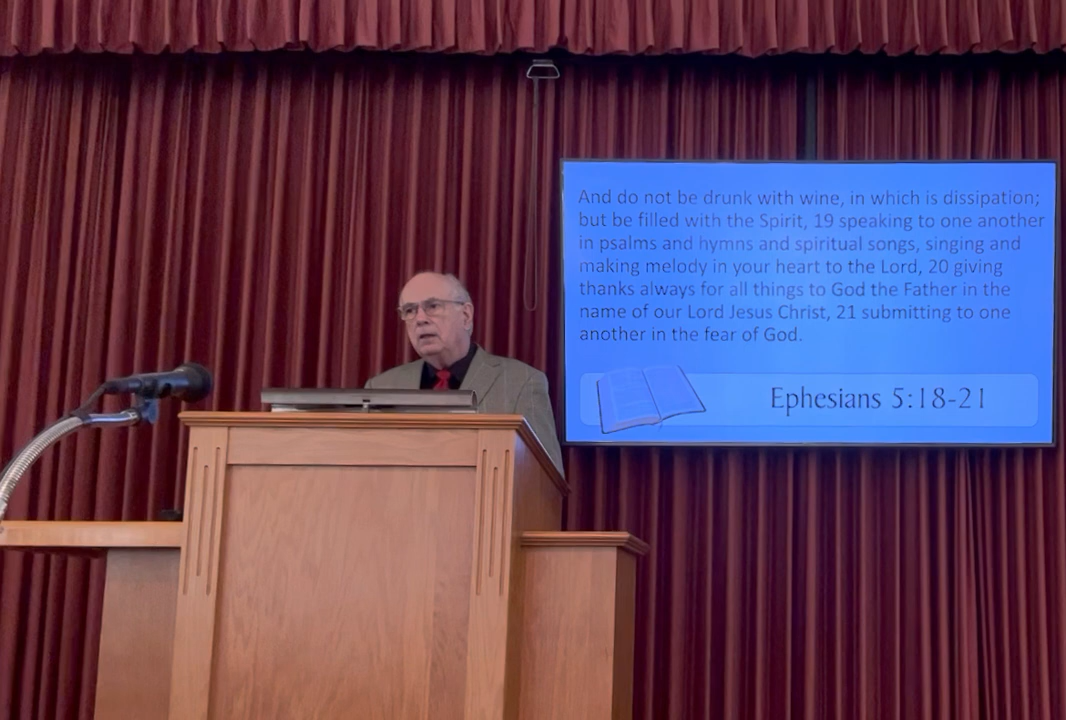 And do not be drunk with wine, in which is dissipation;
but be filled with the Spirit, 19 speaking to one another
in psalms and hymns and spiritual songs, singing and
making melody in your heart to the Lord, 20 giving
thanks always for all things to God the Father in the
name of our Lord Jesus Christ, 21 submitting to one
another in the fear of God.
Ephesians 5:18-21